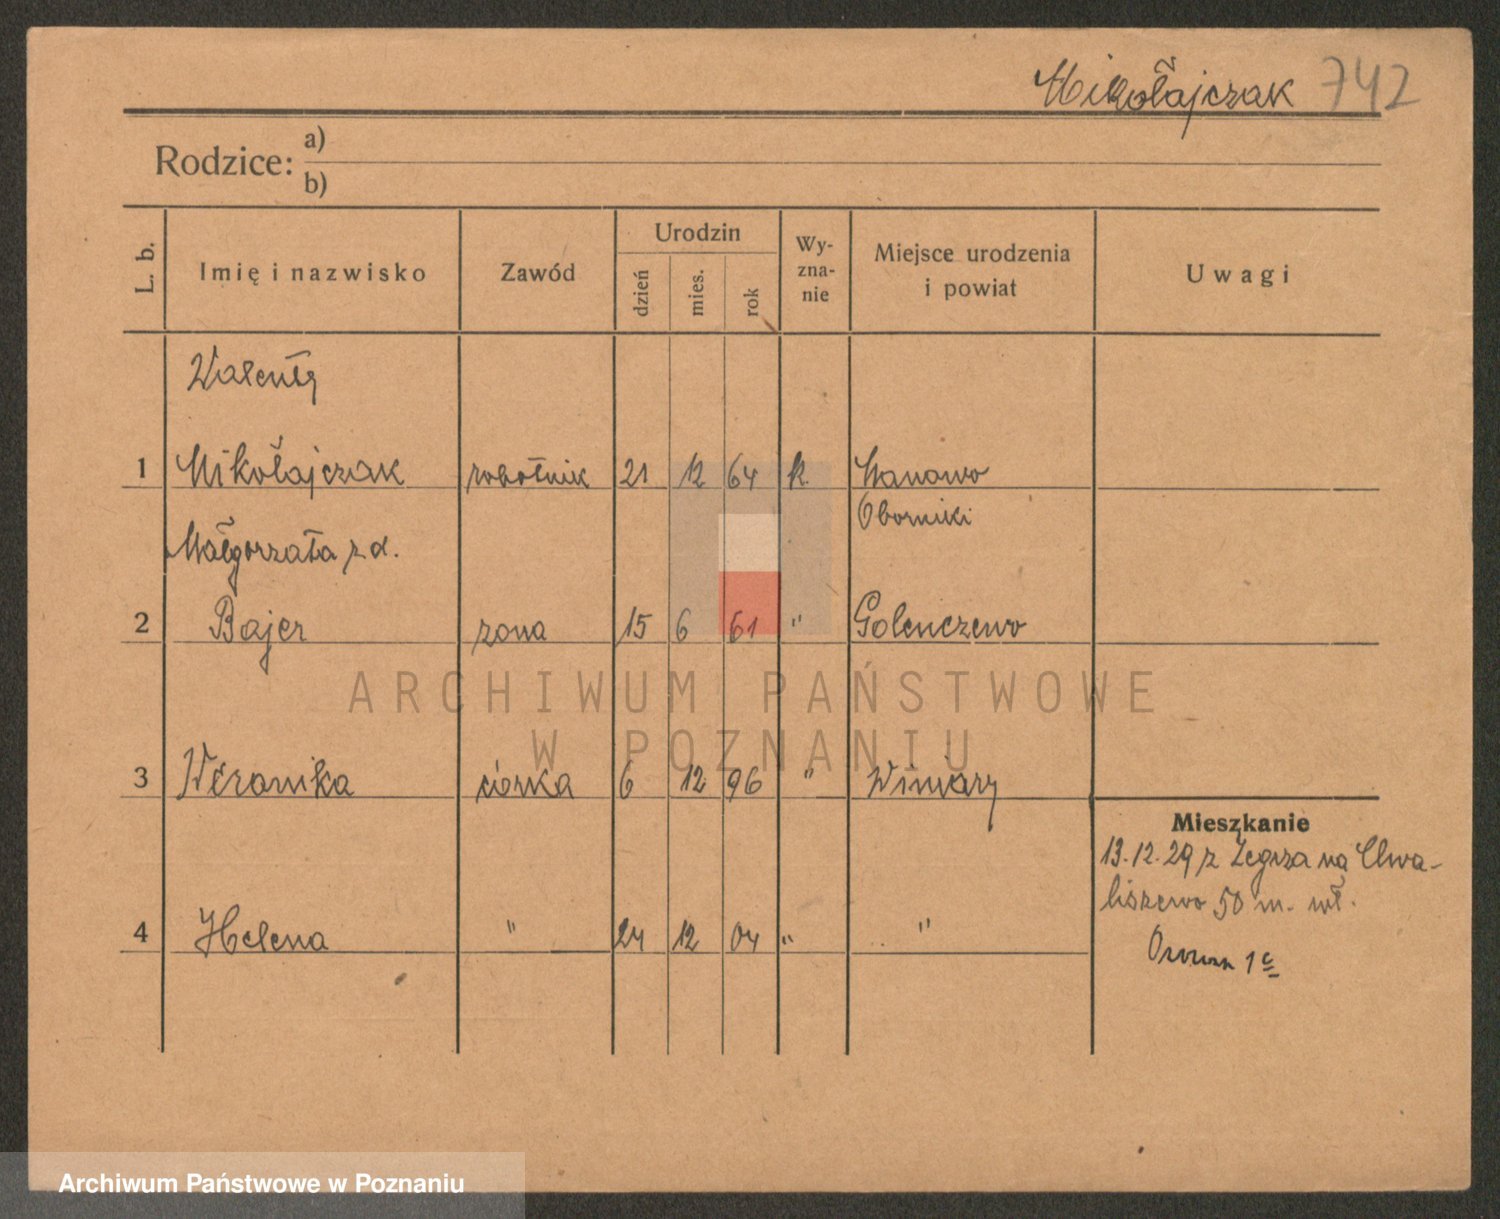 Mikołajczak 742
Rodzice: a)
b)
L. b.
Imię i nazwisko
Zawód
Urodzin
dzień
mies.
rok
Wy-
zna-
nie
Miejsce urodzenia
i powiat
Uwagi
Walenty
1 Mikołajczak robotnik 21 12 64 k.
Oborniki
Małgorzata z d.
2 Bajer żona 15 6 61 " Golenczewo
3 Weronika córka 6 12 96 " Winiary
Mieszkanie
13.12.29 z Zegrza na Chwa-
liszewo 50 m. wł.
4 Helena " 24 12 04 " "
1c
ARCHIWUM PAŃSTWOWE
W POZNANIU
Archiwum Państwowe w Poznaniu